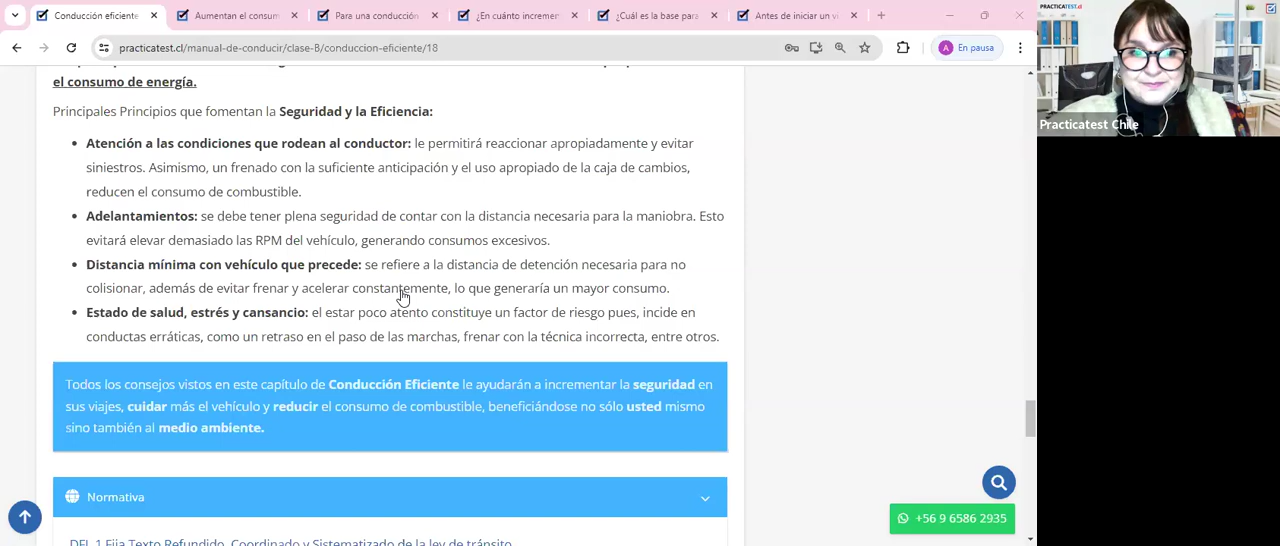 Conducción eficiente
Aumentan el consum
Para una conducción
¿En cuánto incremen
¿Cuál es la base para
Antes de iniciar un vi
practicatest.cl/manual-de-conducir/clase-B/conduccion-eficiente/18
A
En pausa
PRACTICATEST.cl
Practicatest Chile
el consumo de energía.
Principales Principios que fomentan la Seguridad y la Eficiencia:
• Atención a las condiciones que rodean al conductor: le permitirá reaccionar apropiadamente y evitar
siniestros. Asimismo, un frenado con la suficiente anticipación y el uso apropiado de la caja de cambios,
reducen el consumo de combustible.
• Adelantamientos: se debe tener plena seguridad de contar con la distancia necesaria para la maniobra. Esto
evitará elevar demasiado las RPM del vehículo, generando consumos excesivos.
• Distancia mínima con vehículo que precede: se refiere a la distancia de detención necesaria para no
colisionar, además de evitar frenar y acelerar constantemente, lo que generaría un mayor consumo.
• Estado de salud, estrés y cansancio: el estar poco atento constituye un factor de riesgo pues, incide en
conductas erráticas, como un retraso en el paso de las marchas, frenar con la técnica incorrecta, entre otros.
Todos los consejos vistos en este capítulo de Conducción Eficiente le ayudarán a incrementar la seguridad en
sus viajes, cuidar más el vehículo y reducir el consumo de combustible, beneficiándose no sólo usted mismo
sino también al medio ambiente.
Normativa
+56 9 6586 2935
DFL 1 Fija Texto Refundido, Coordinado y Sistematizado de la ley de tránsito